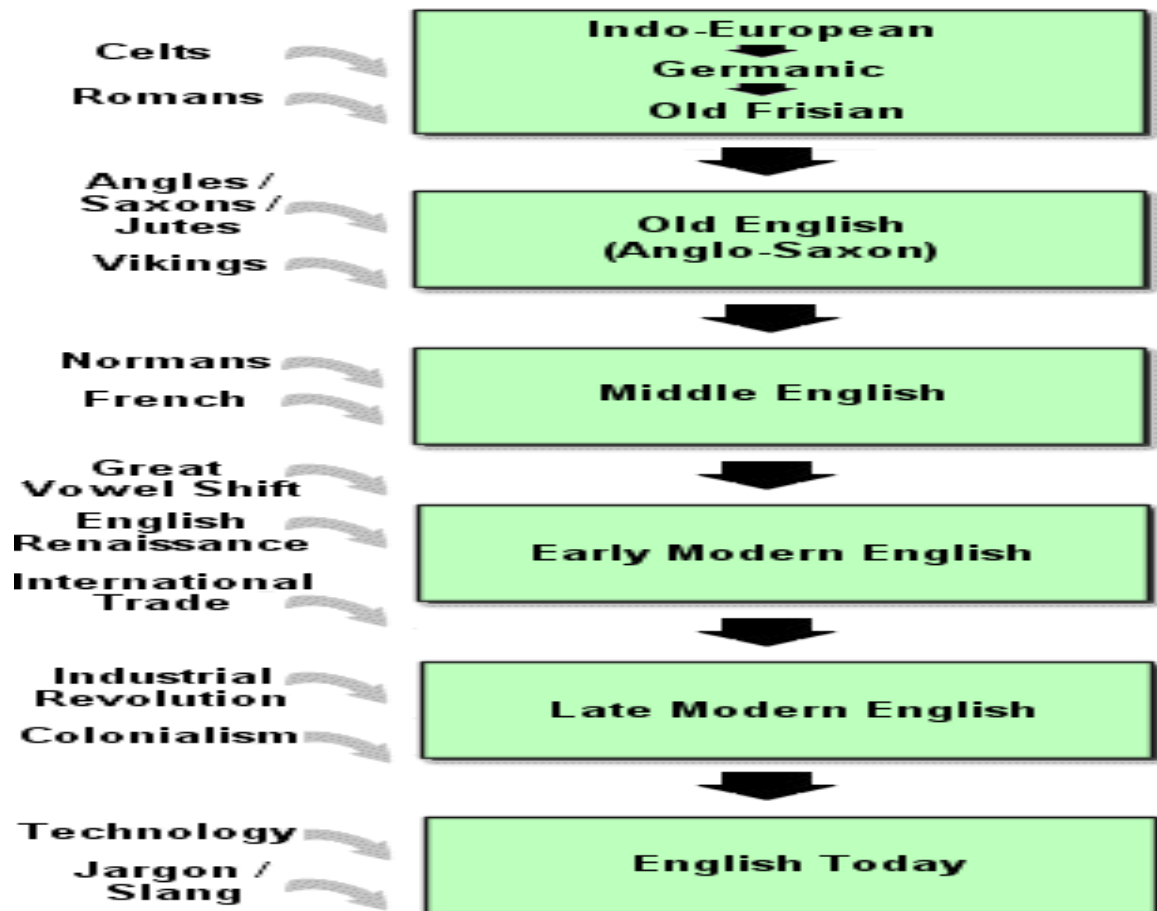 Celts
Romans
Indo-European
Germanic
Old Frisian
Angles /
Saxons /
Jutes
Vikings
Old English
(Anglo-Saxon)
Normans
French
Middle English
Great
Vowel Shift
English
Renaissance
International
Trade
Early Modern English
Industrial
Revolution
Colonialism
Late Modern English
Technology
Jargon /
Slang
English Today